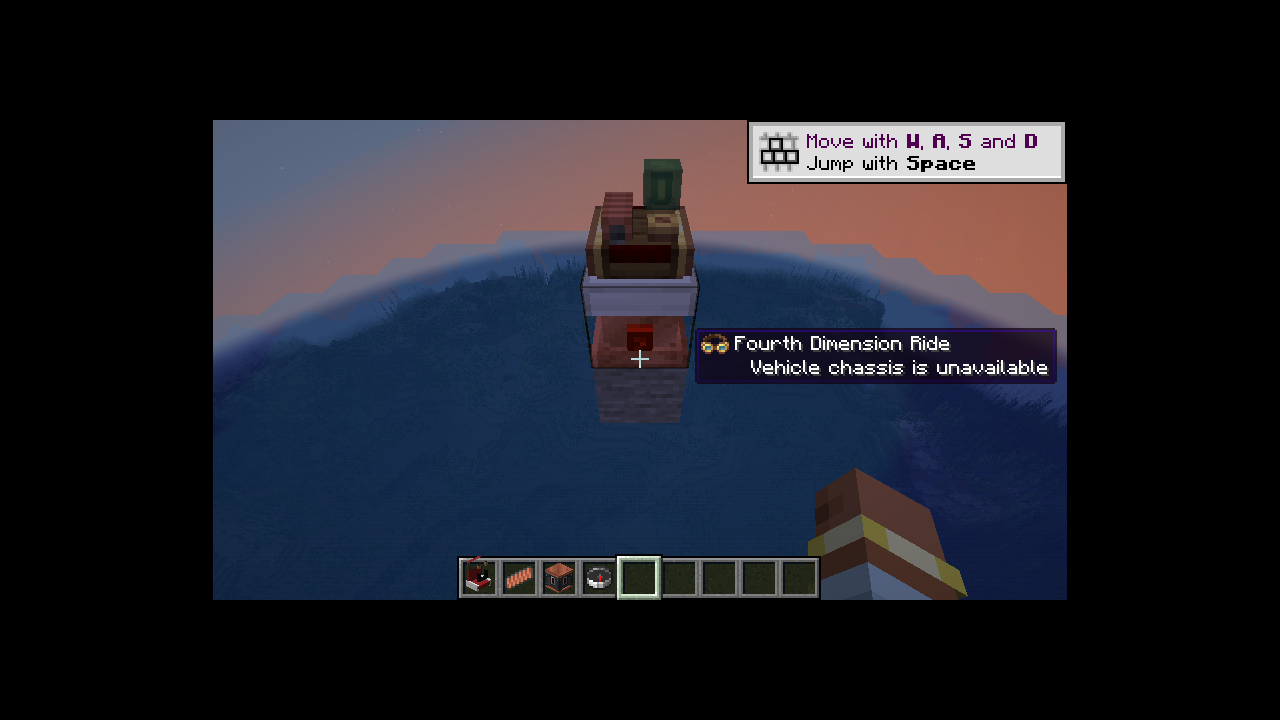 Move with W, A, S and D
Jump with Space
Fourth Dimension Ride
Vehicle chassis is unavailable